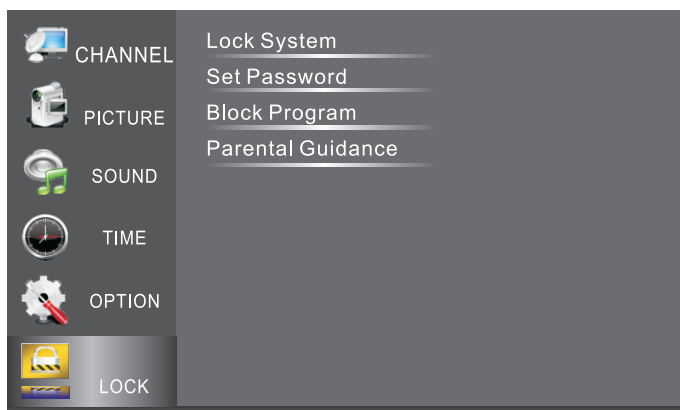 CHANNEL
PICTURE
SOUND
TIME
OPTION
LOCK
Lock System
Set Password
Block Program
Parental Guidance